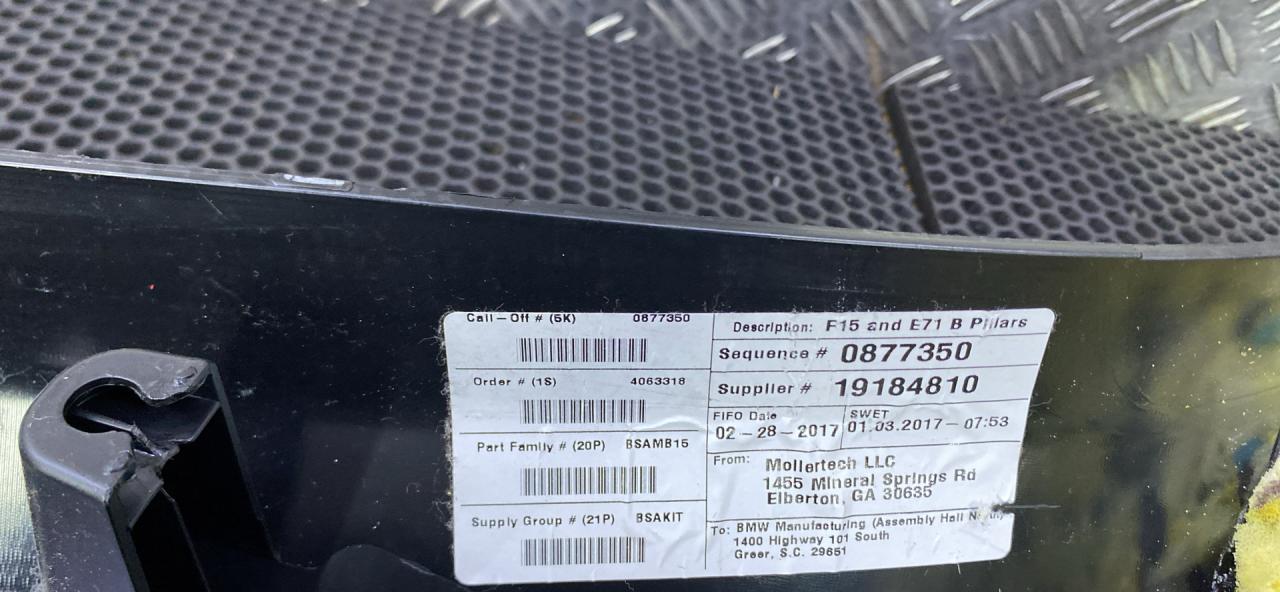 Call-Off # (5K) 0877350
Order # (1S) 4063318
Part Family # (20P) BSAMB15
Supply Group # (21P) BSAKIT
Description: F15 and E71 B Pillars
Sequence # 0877350
Supplier # 19184810
FIFO Date
02-28-2017
SWET
01.03.2017-07:53
From: Mollertech LLC
1455 Mineral Springs Rd
Elberton, GA 30635
To: BMW Manufacturing (Assembly Hall
1400 Highway 101 South
Greer, S.C. 29651